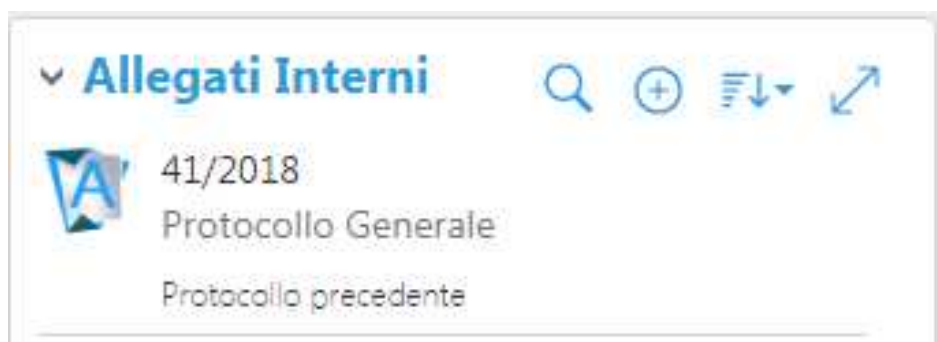 Allegati Interni
41/2018
Protocollo Generale
Protocollo precedente